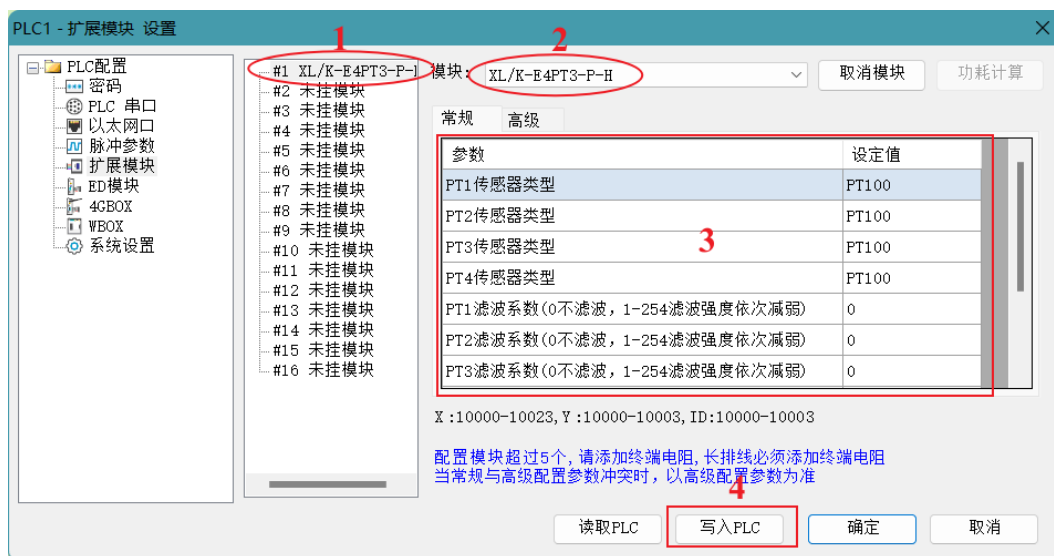 PLC1 - 扩展模块 设置
1
2
PLC配置
密码
PLC 串口
以太网口
脉冲参数
扩展模块
ED模块
4GBOX
WBOX
系统设置
#1 XL/K-E4PT3-P-
#2 未挂模块
#3 未挂模块
#4 未挂模块
#5 未挂模块
#6 未挂模块
#7 未挂模块
#8 未挂模块
#9 未挂模块
#10 未挂模块
#11 未挂模块
#12 未挂模块
#13 未挂模块
#14 未挂模块
#15 未挂模块
#16 未挂模块
模块: XL/K-E4PT3-P-H 取消模块 功耗计算
常规 高级
参数 设定值
PT1传感器类型 PT100
PT2传感器类型 PT100
PT3传感器类型 PT100
3
PT4传感器类型 PT100
PT1滤波系数(0不滤波，1-254滤波强度依次减弱) 0
PT2滤波系数(0不滤波，1-254滤波强度依次减弱) 0
PT3滤波系数(0不滤波，1-254滤波强度依次减弱) 0
X:10000-10023,Y:10000-10003,ID:10000-10003
配置模块超过5个,请添加终端电阻,长排线必须添加终端电阻
当常规与高级配置参数冲突时，以高级配置参数为准
4
读取PLC 写入PLC 确定 取消